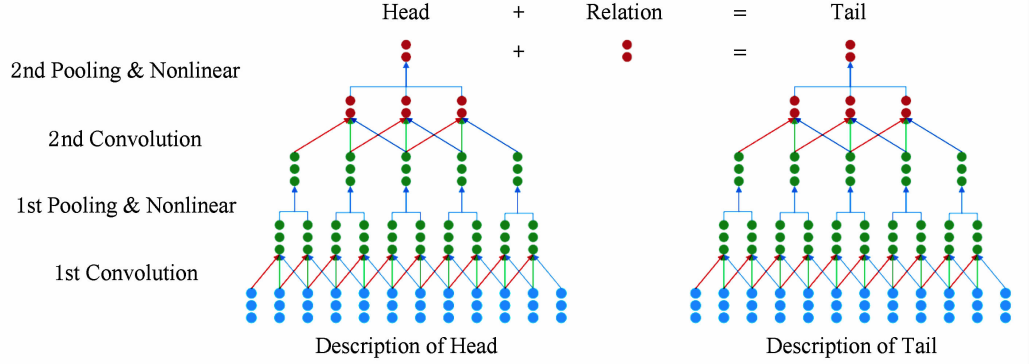 Head + Relation = Tail
+ =
2nd Pooling & Nonlinear
2nd Convolution
1st Pooling & Nonlinear
1st Convolution
Description of Head Description of Tail